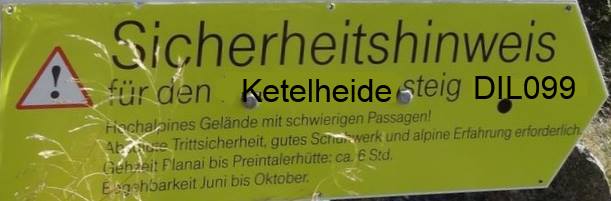 Sicherheitshinweis
für den Ketelheide steig DIL099
Hochalpines Gelände mit schwierigen Passagen!
Absolute Trittsicherheit, gutes Schuhwerk und alpine Erfahrung erforderlich.
Gehzeit Planai bis Preintalerhütte: ca. 6 Std.
Begehbarkeit Juni bis Oktober.